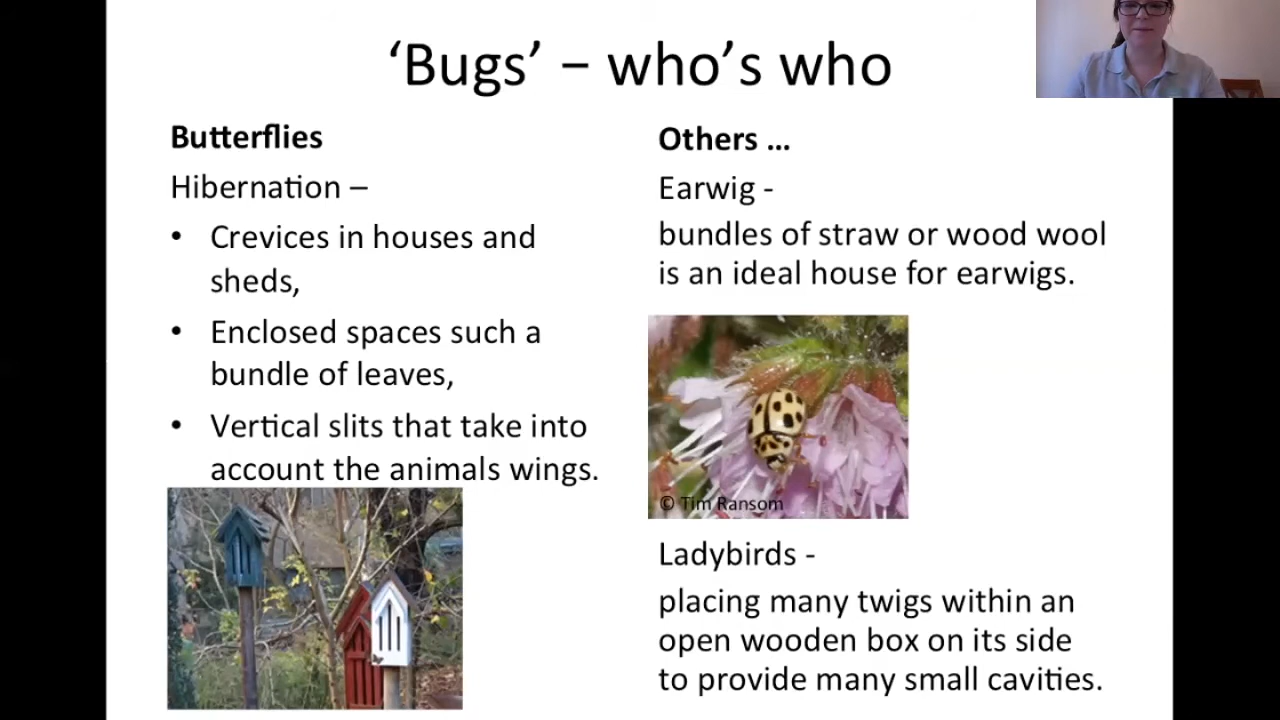 ‘Bugs’ – who’s who
Butterflies
Hibernation –
• Crevices in houses and
sheds,
• Enclosed spaces such a
bundle of leaves,
• Vertical slits that take into
account the animals wings.
Others ...
Earwig -
bundles of straw or wood wool
is an ideal house for earwigs.
© Tim Ransom
Ladybirds -
placing many twigs within an
open wooden box on its side
to provide many small cavities.